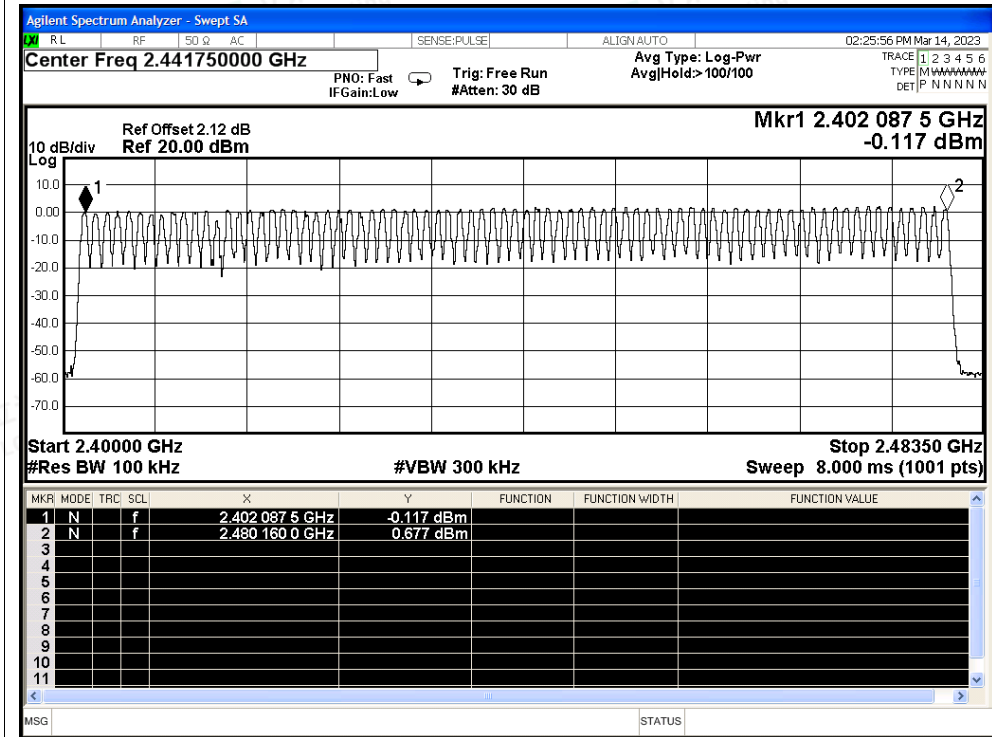 Agilent Spectrum Analyzer - Swept SA
LXI RL RF 50 Ω AC SENSE:PULSE ALIGN AUTO 02:25:56 PM Mar 14, 2023
Center Freq 2.441750000 GHz
PNO: Fast
IFGain:Low
Trig: Free Run
#Atten: 30 dB
Avg Type: Log-Pwr
Avg|Hold:>100/100
TRACE 1 2 3 4 5 6
TYPE M
DET P N N N N N
Mkr1 2.402 087 5 GHz
-0.117 dBm
Ref Offset 2.12 dB
10 dB/div Ref 20.00 dBm
Log
10.0
0.00
-10.0
-20.0
-30.0
-40.0
-50.0
-60.0
-70.0
1
2
Start 2.40000 GHz Stop 2.48350 GHz
#Res BW 100 kHz #VBW 300 kHz Sweep 8.000 ms (1001 pts)
MKR MODE TRC SCL X Y FUNCTION FUNCTION WIDTH FUNCTION VALUE
1 N f 2.402 087 5 GHz -0.117 dBm
2 N f 2.480 160 0 GHz 0.677 dBm
3
4
5
6
7
8
9
10
11
MSG STATUS